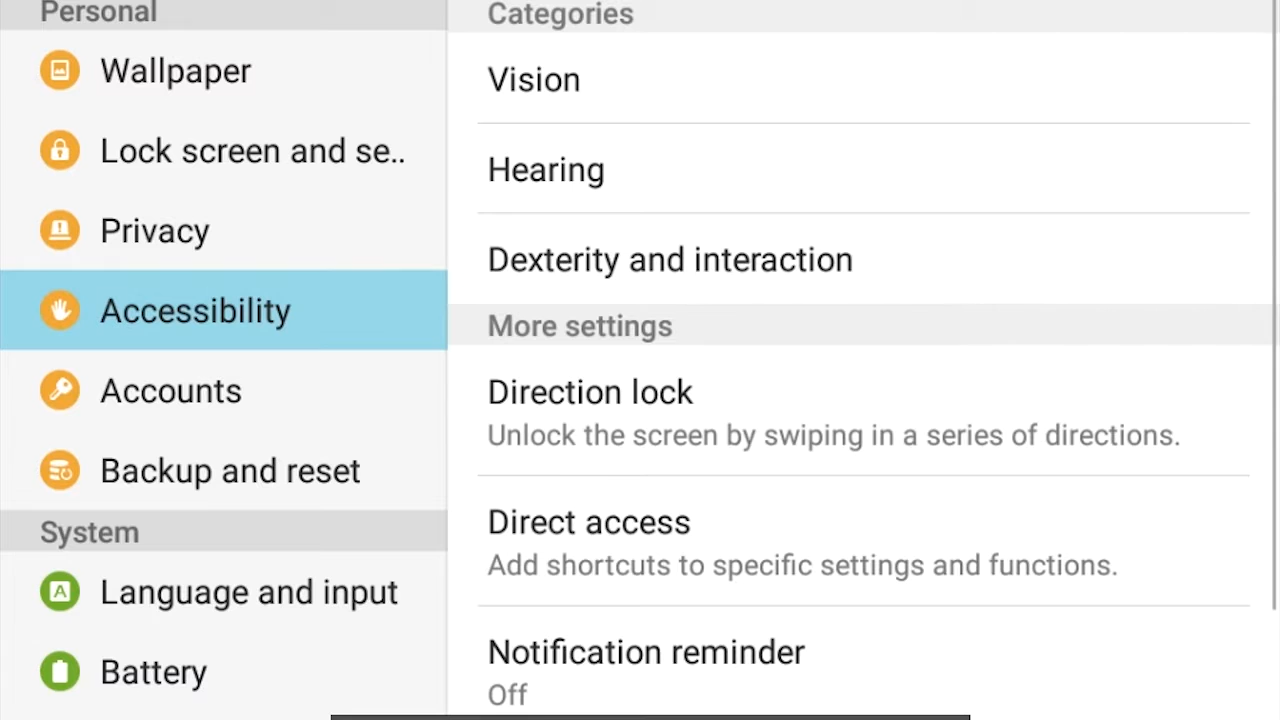 Personal
Wallpaper
Lock screen and se..
Privacy
Accessibility
Accounts
Backup and reset
System
Language and input
Battery
Categories
Vision
Hearing
Dexterity and interaction
More settings
Direction lock
Unlock the screen by swiping in a series of directions.
Direct access
Add shortcuts to specific settings and functions.
Notification reminder
Off